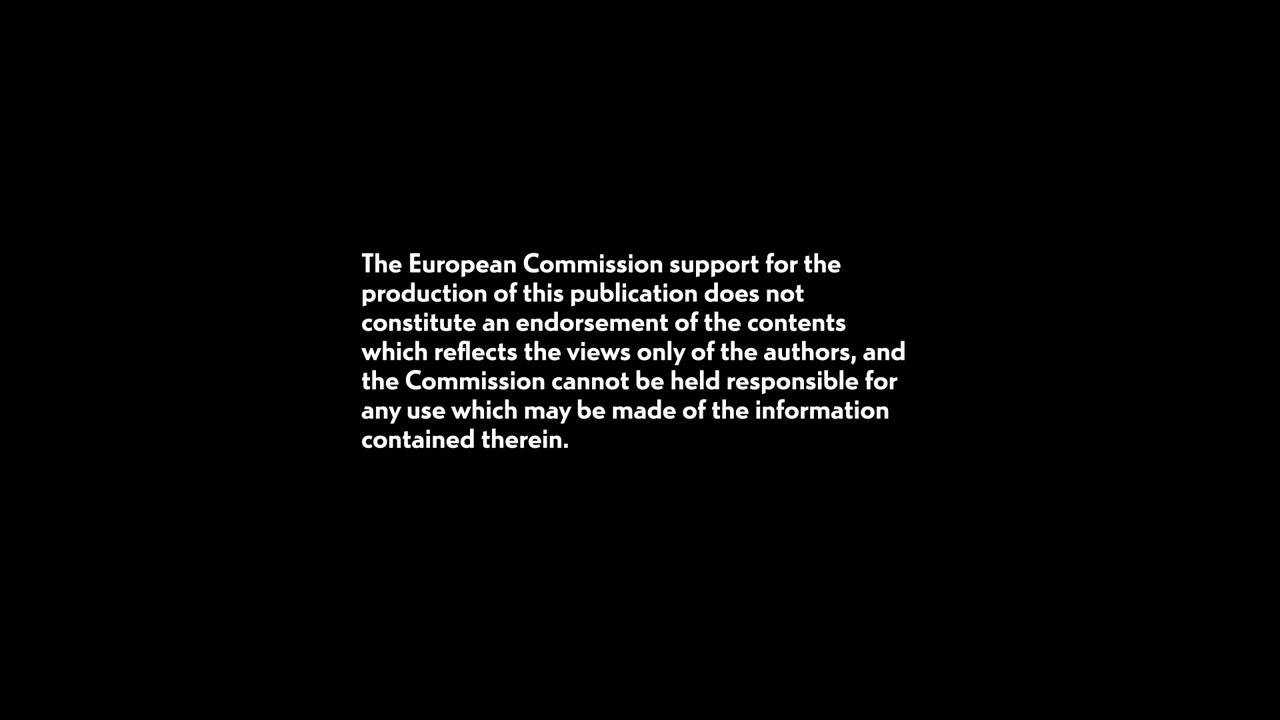 The European Commission support for the
production of this publication does not
constitute an endorsement of the contents
which reflects the views only of the authors, and
the Commission cannot be held responsible for
any use which may be made of the information
contained therein.